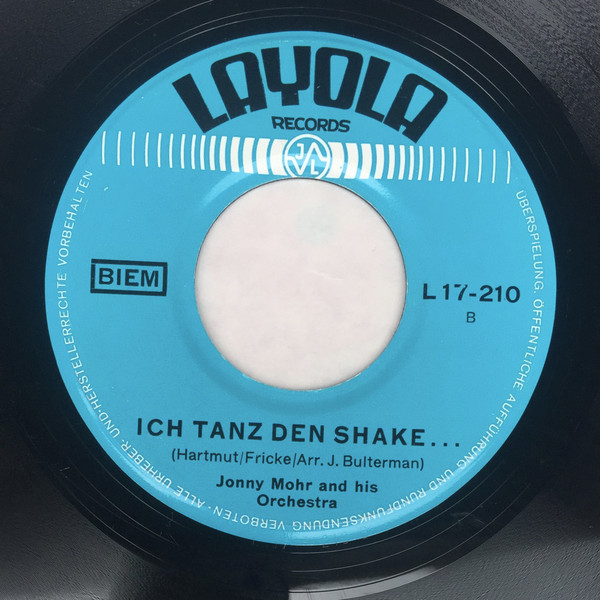 LAYOLA
RECORDS
JAVL
BIEM
L 17-210
B
ICH TANZ DEN SHAKE...
(Hartmut/Fricke/Arr. J. Bulterman)
Jonny Mohr and his
Orchestra
ALLE URHEBER- UND HERSTELLERRECHTE VORBEHALTEN
ÜBERSPIELUNG, ÖFFENTLICHE AUFFÜHRUNG UND RUNDFUNKSENDUNG VERBOTEN ·